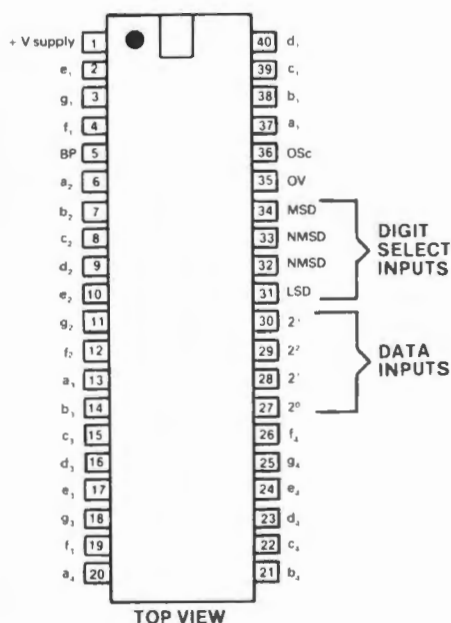 + V supply 1 40 d₁
e₁ 2 39 c₁
g₁ 3 38 b₁
f₁ 4 37 a₁
BP 5 36 OSc
a₂ 6 35 OV
b₂ 7 34 MSD
c₂ 8 33 NMSD
d₂ 9 32 NMSD
e₂ 10 31 LSD
DIGIT
SELECT
INPUTS
g₂ 11 30
f₂ 12 29 2²
a₃ 13 28 2¹
b₃ 14 27 2⁰
DATA
INPUTS
c₃ 15 26 f₄
d₃ 16 25 g₄
e₃ 17 24 e₄
g₃ 18 23 d₄
f₃ 19 22 c₄
a₄ 20 21 b₄
TOP VIEW